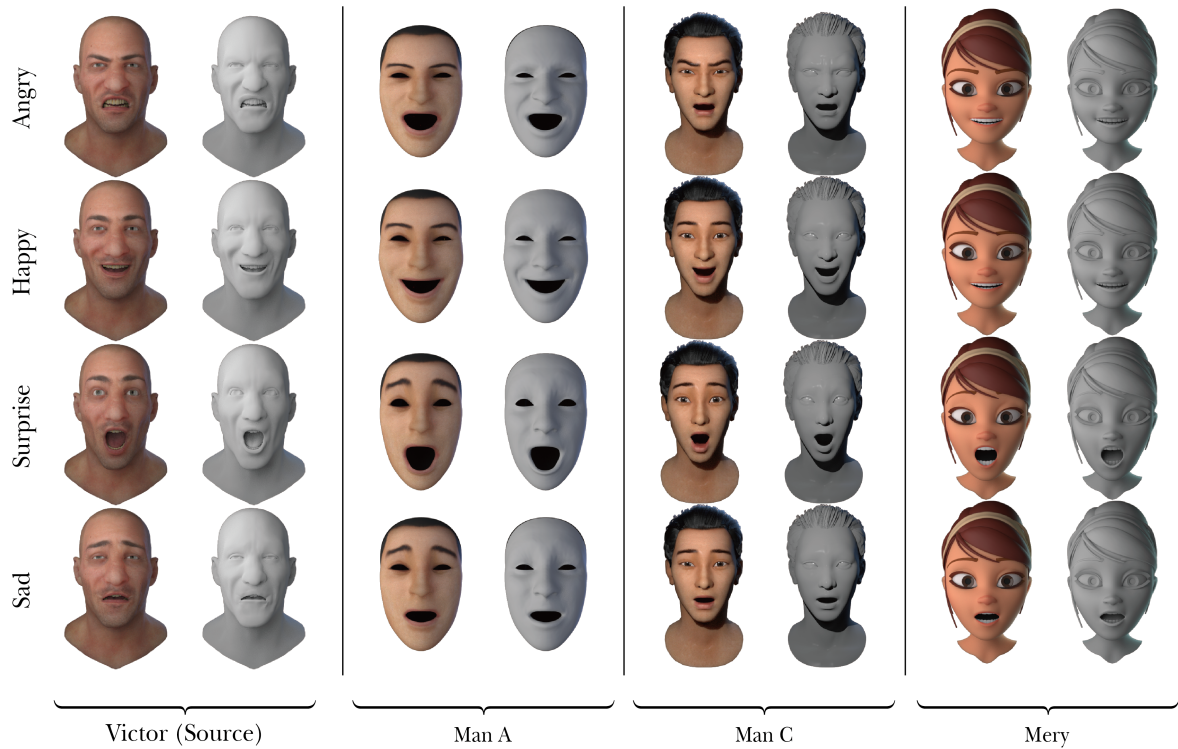 Angry
Happy
Surprise
Sad
Victor (Source)
Man A
Man C
Mery